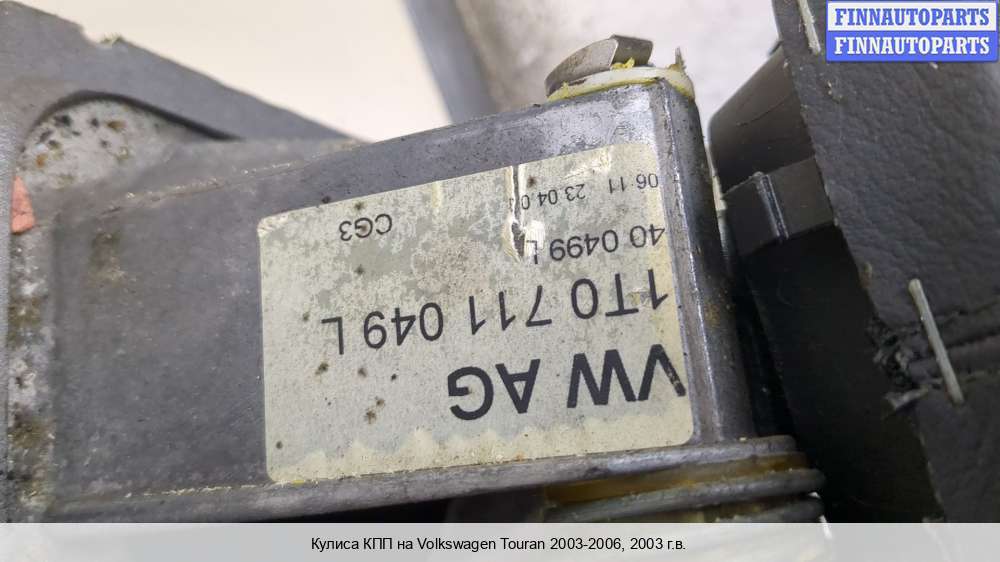 FINNAUTOPARTS
FINNAUTOPARTS
VW AG
1T0 711 049 L
40 0499 L
06 11 23 04 0
CG3
Кулиса КПП на Volkswagen Touran 2003-2006, 2003 г.в.